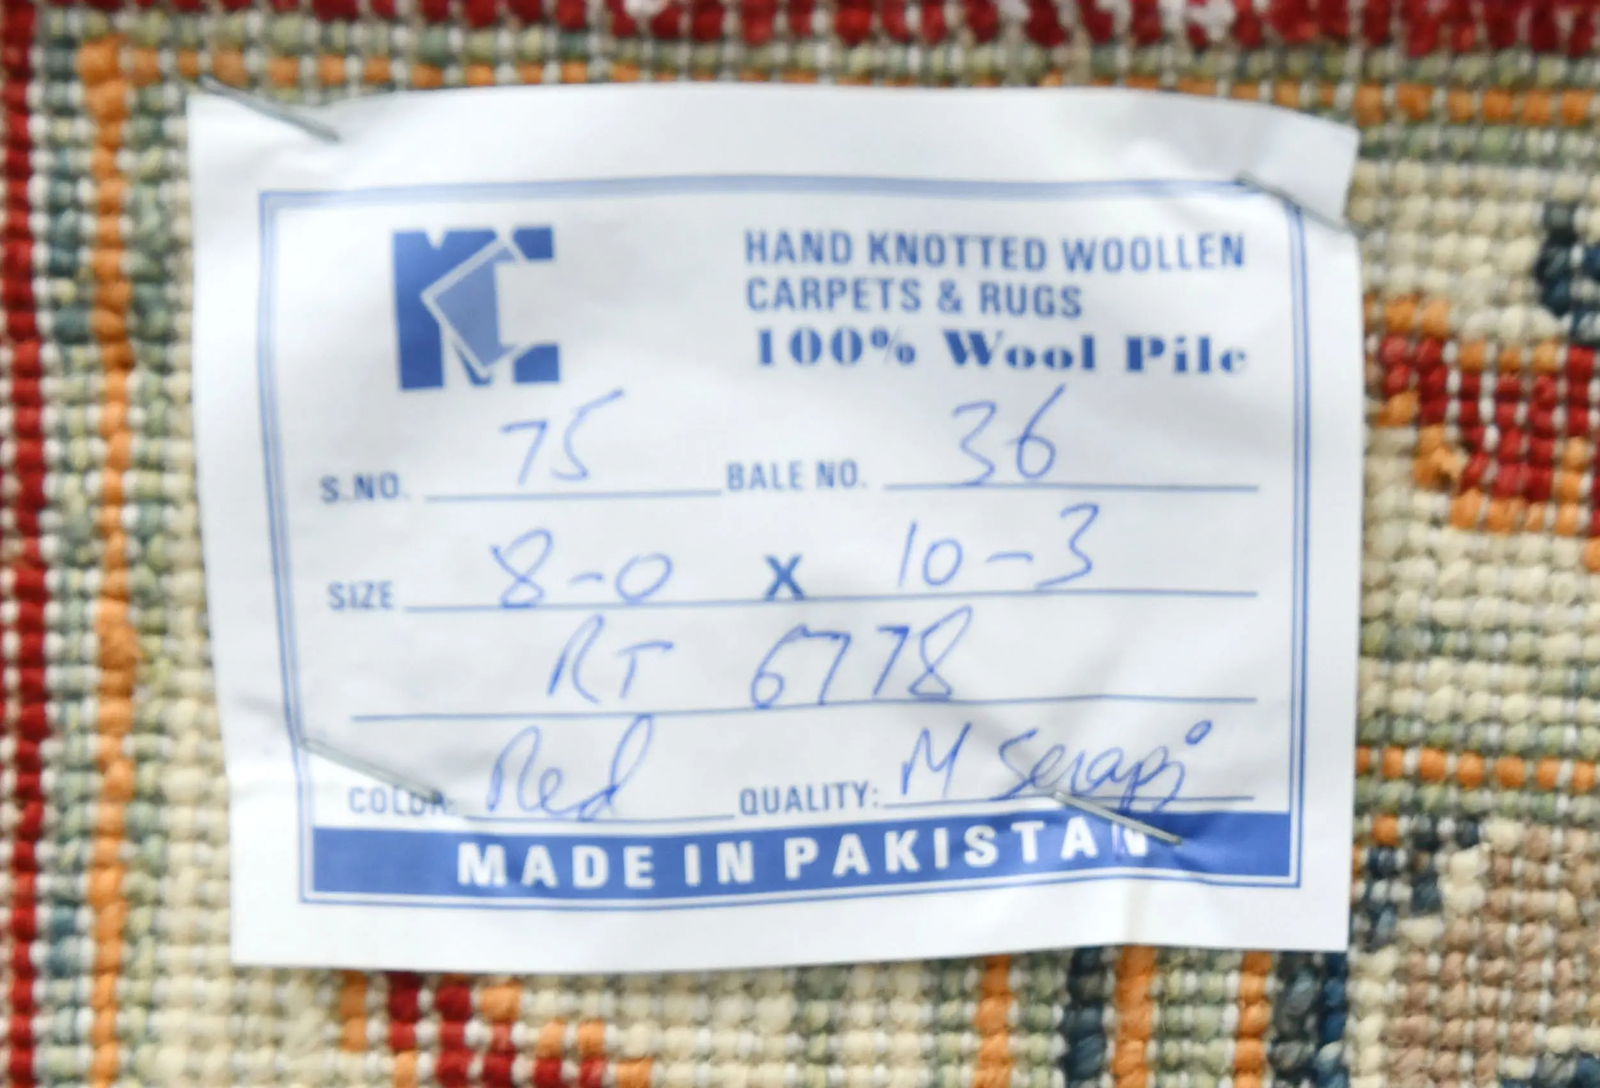 KC
HAND KNOTTED WOOLLEN
CARPETS & RUGS
100% Wool Pile
S.NO. 75 BALE NO. 36
SIZE 8-0 X 10-3
RT 6778
COLOR: Red QUALITY: M Serapi
MADE IN PAKISTAN